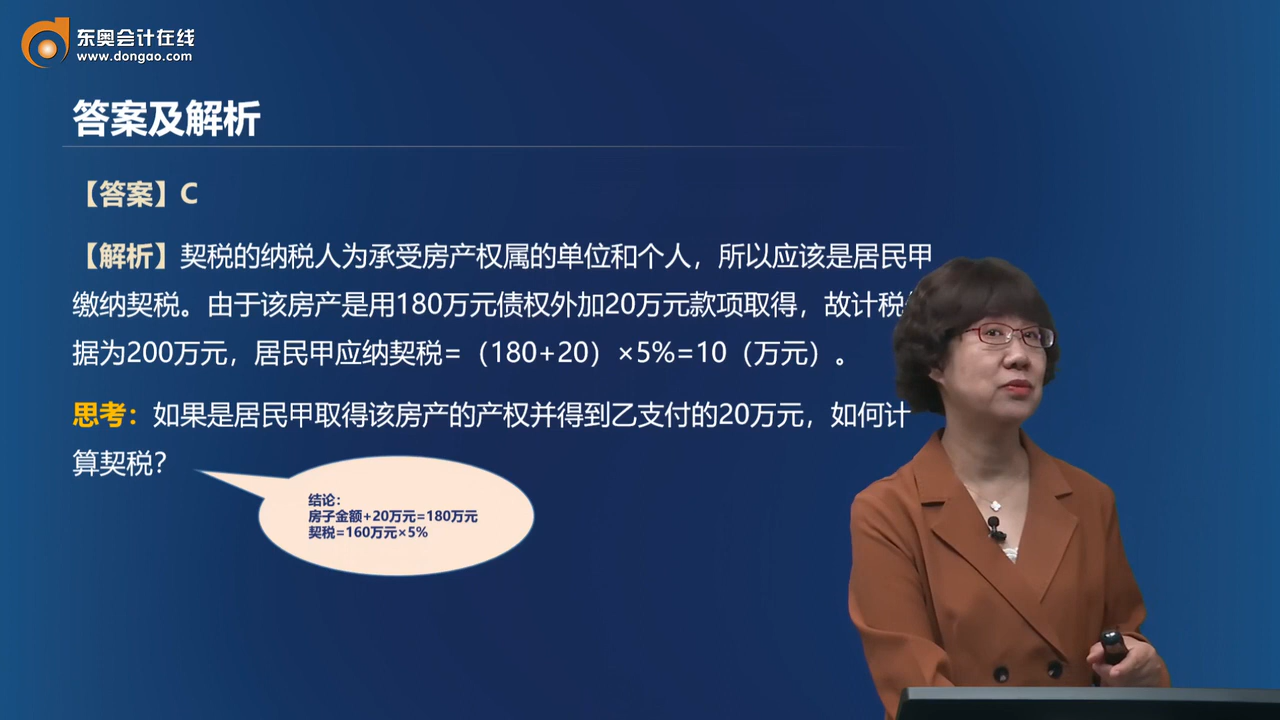 东奥会计在线
www.dongao.com
答案及解析
【答案】C
【解析】契税的纳税人为承受房产权属的单位和个人，所以应该是居民甲
缴纳契税。由于该房产是用180万元债权外加20万元款项取得，故计税
据为200万元，居民甲应纳契税=（180+20）×5%=10（万元）。
思考：如果是居民甲取得该房产的产权并得到乙支付的20万元，如何计
算契税？
结论：
房子金额+20万元=180万元
契税=160万元×5%